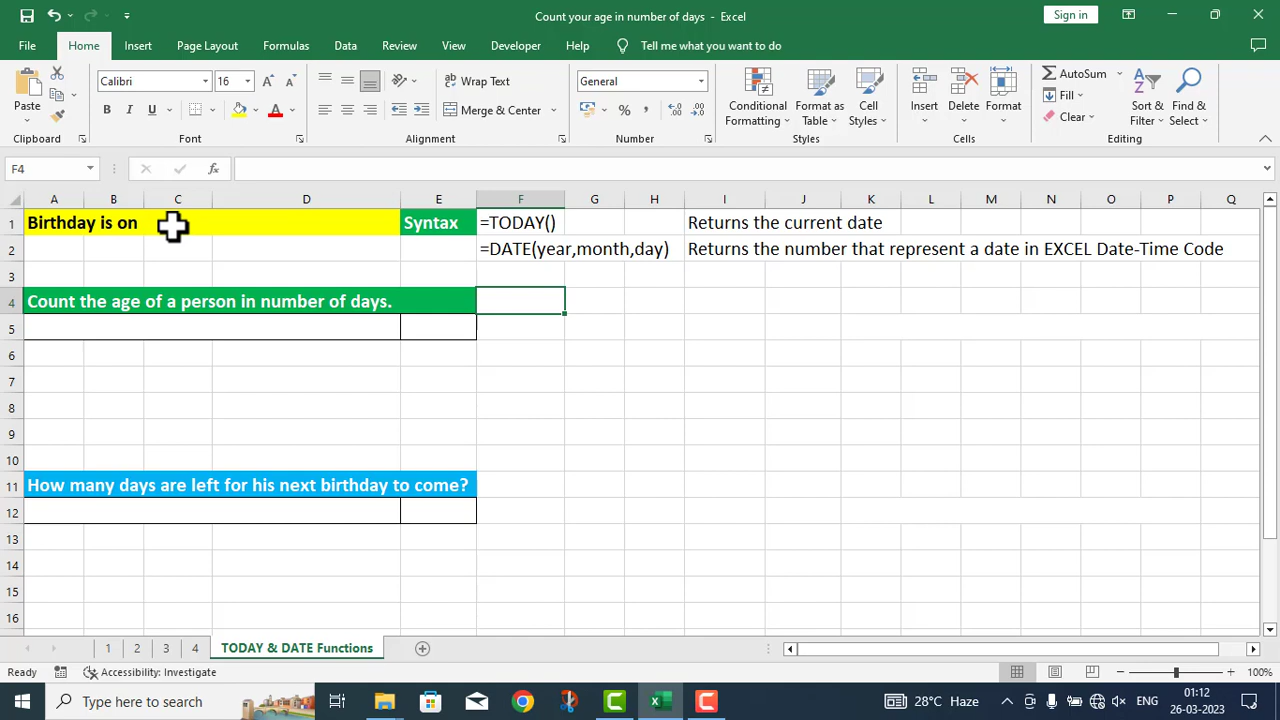 Count your age in number of days - Excel
Sign in
File Home Insert Page Layout Formulas Data Review View Developer Help Tell me what you want to do
Paste
Clipboard
Calibri 16
B I U
Font
Wrap Text
Merge & Center
Alignment
General
Number
Conditional Formatting
Format as Table
Cell Styles
Styles
Insert Delete Format
Cells
AutoSum
Fill
Clear
Sort & Filter
Find & Select
Editing
F4
A B C D E F G H I J K L M N O P Q
1 Birthday is on Syntax =TODAY() Returns the current date
2 =DATE(year,month,day) Returns the number that represent a date in EXCEL Date-Time Code
3
4 Count the age of a person in number of days.
5
6
7
8
9
10
11 How many days are left for his next birthday to come?
12
13
14
15
16
1 2 3 4 TODAY & DATE Functions
Ready Accessibility: Investigate 100%
Type here to search
28°C Haze
ENG
01:12
26-03-2023